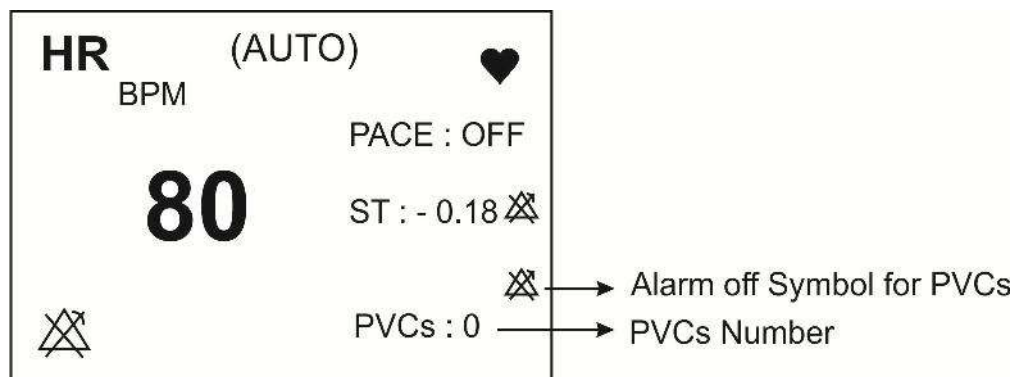 HR (AUTO)
BPM
PACE : OFF
80
ST : - 0.18
Alarm off Symbol for PVCs
PVCs : 0
PVCs Number